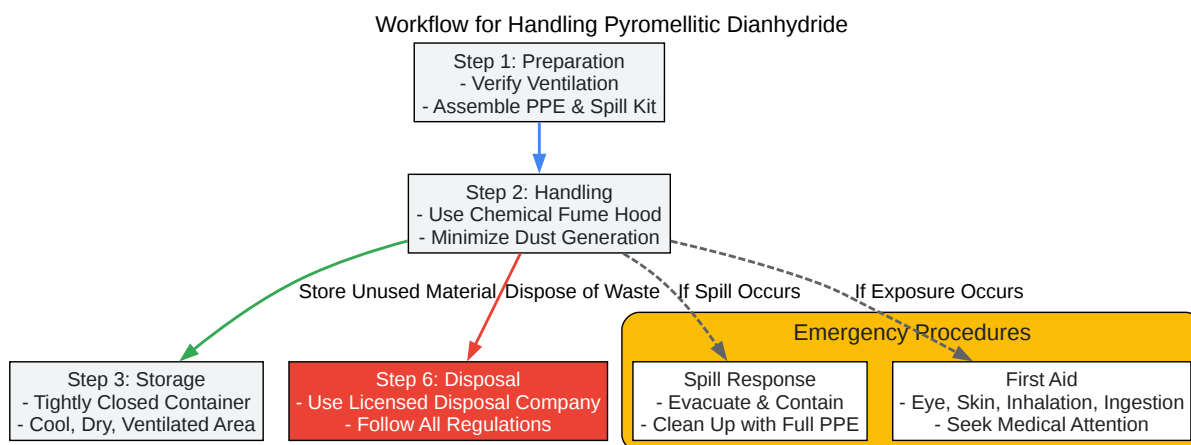 Workflow for Handling Pyromellitic Dianhydride
Step 1: Preparation
- Verify Ventilation
- Assemble PPE & Spill Kit
Step 2: Handling
- Use Chemical Fume Hood
- Minimize Dust Generation
Store Unused Material
Dispose of Waste
If Spill Occurs
If Exposure Occurs
Emergency Procedures
Step 3: Storage
- Tightly Closed Container
- Cool, Dry, Ventilated Area
Step 6: Disposal
- Use Licensed Disposal Company
- Follow All Regulations
Spill Response
- Evacuate & Contain
- Clean Up with Full PPE
First Aid
- Eye, Skin, Inhalation, Ingestion
- Seek Medical Attention